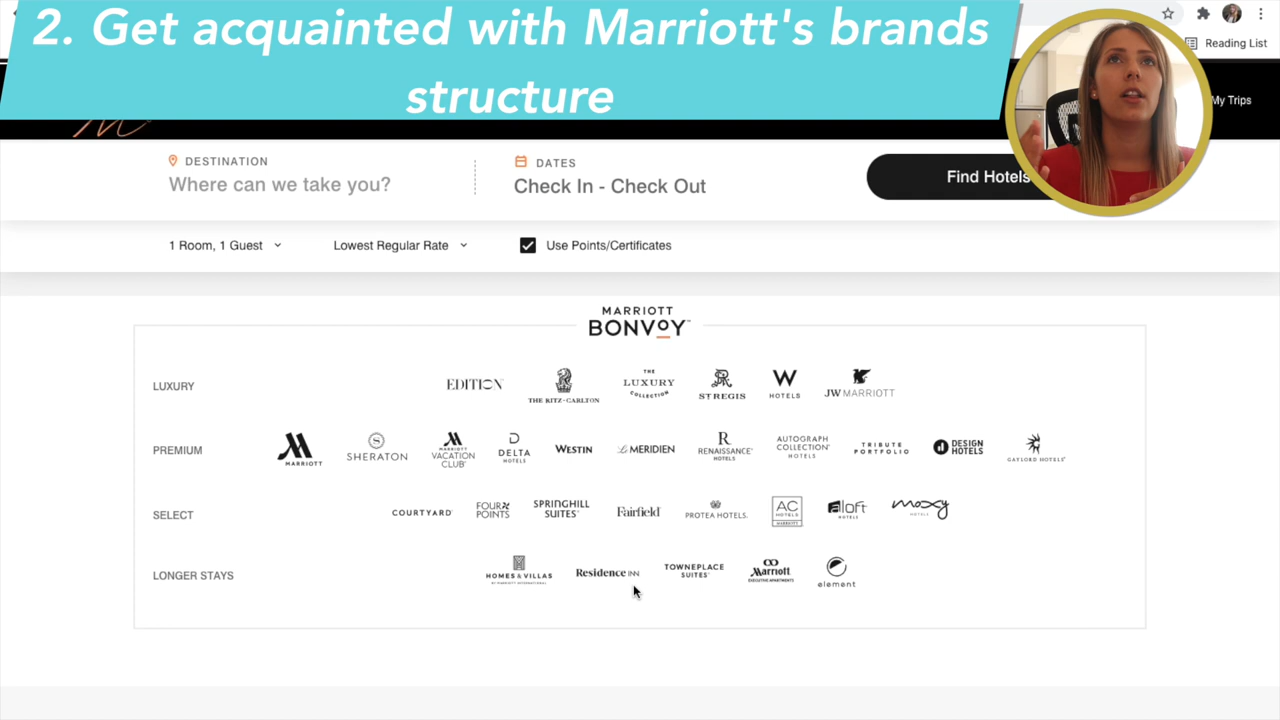 2. Get acquainted with Marriott's brands
structure
Reading List
My Trips
DESTINATION
Where can we take you?
DATES
Check In - Check Out
Find Hotels
1 Room, 1 Guest
Lowest Regular Rate
Use Points/Certificates
MARRIOTT
BONVOY™
LUXURY
EDITION
THE RITZ-CARLTON
THE
LUXURY
COLLECTION
ST REGIS
W
HOTELS
JW MARRIOTT
PREMIUM
MARRIOTT
S
SHERATON
MARRIOTT
VACATION
CLUB
D
DELTA
HOTELS
WESTIN
Le MERIDIEN
R
RENAISSANCE
HOTELS
AUTOGRAPH
COLLECTION
HOTELS
TRIBUTE
PORTFOLIO
DESIGN
HOTELS
GAYLORD HOTELS
SELECT
COURTYARD
FOUR
POINTS
SPRINGHILL
SUITES
Fairfield
PROTEA HOTELS
AC
HOTELS
MARRIOTT
aloft
HOTELS
moxy
HOTELS
LONGER STAYS
HOMES & VILLAS
BY MARRIOTT INTERNATIONAL
Residence INN
TOWNEPLACE
SUITES
Marriott
EXECUTIVE APARTMENTS
element